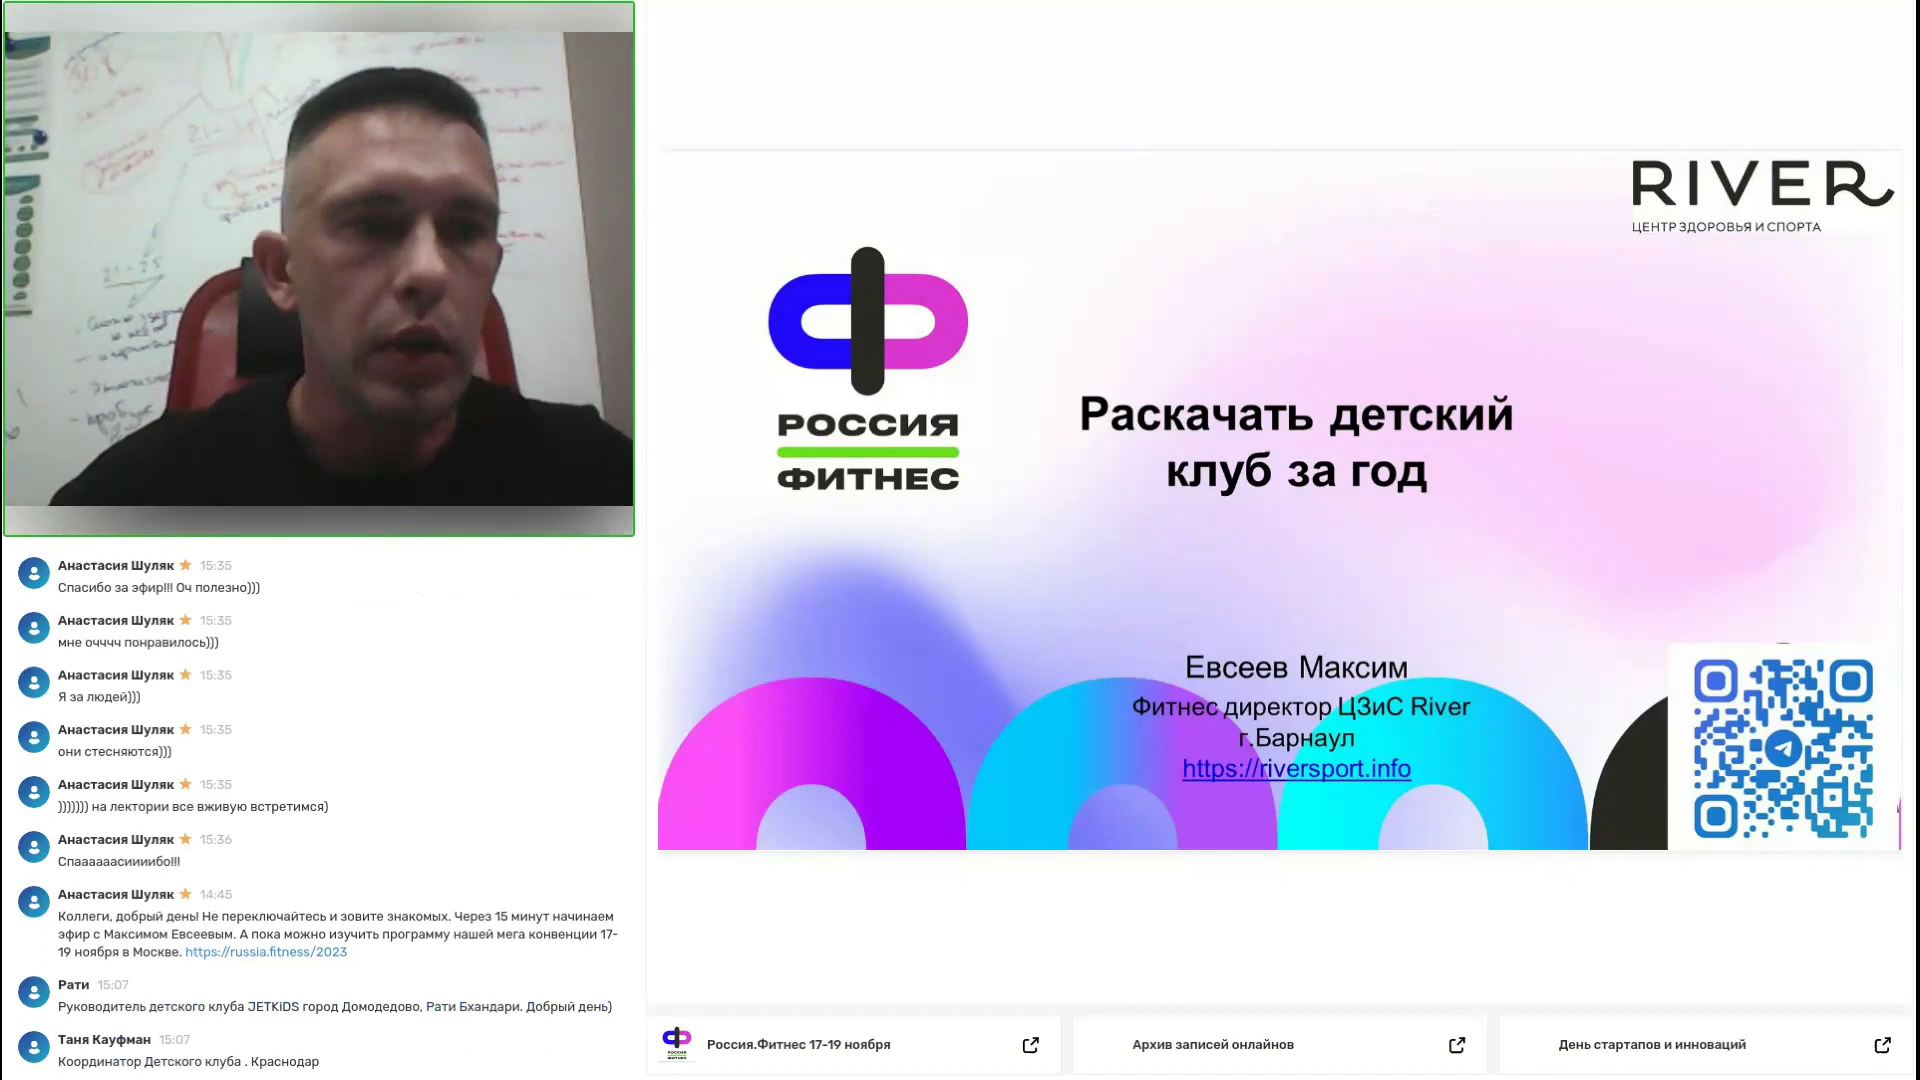 21 - 25
Анастасия Шуляк 15:35
Спасибо за эфир!!! Оч полезно)))
Анастасия Шуляк 15:35
мне очччч понравилось)))
Анастасия Шуляк 15:35
Я за людей)))
Анастасия Шуляк 15:35
они стесняются)))
Анастасия Шуляк 15:35
))))))) на лектории все вживую встретимся)
Анастасия Шуляк 15:36
Спааааааасиииибо!!!
Анастасия Шуляк 14:45
Коллеги, добрый день! Не переключайтесь и зовите знакомых. Через 15 минут начинаем
эфир с Максимом Евсеевым. А пока можно изучить программу нашей мега конвенции 17-
19 ноября в Москве. https://russia.fitness/2023
Рати 15:07
Руководитель детского клуба JETKiDS город Домодедово, Рати Бхандари. Добрый день)
Таня Кауфман 15:07
Координатор Детского клуба . Краснодар
RIVER
ЦЕНТР ЗДОРОВЬЯ И СПОРТА
РОССИЯ
ФИТНЕС
Раскачать детский
клуб за год
Евсеев Максим
Фитнес директор ЦЗиС River
г.Барнаул
https://riversport.info
Россия.Фитнес 17-19 ноября
Архив записей онлайнов
День стартапов и инноваций